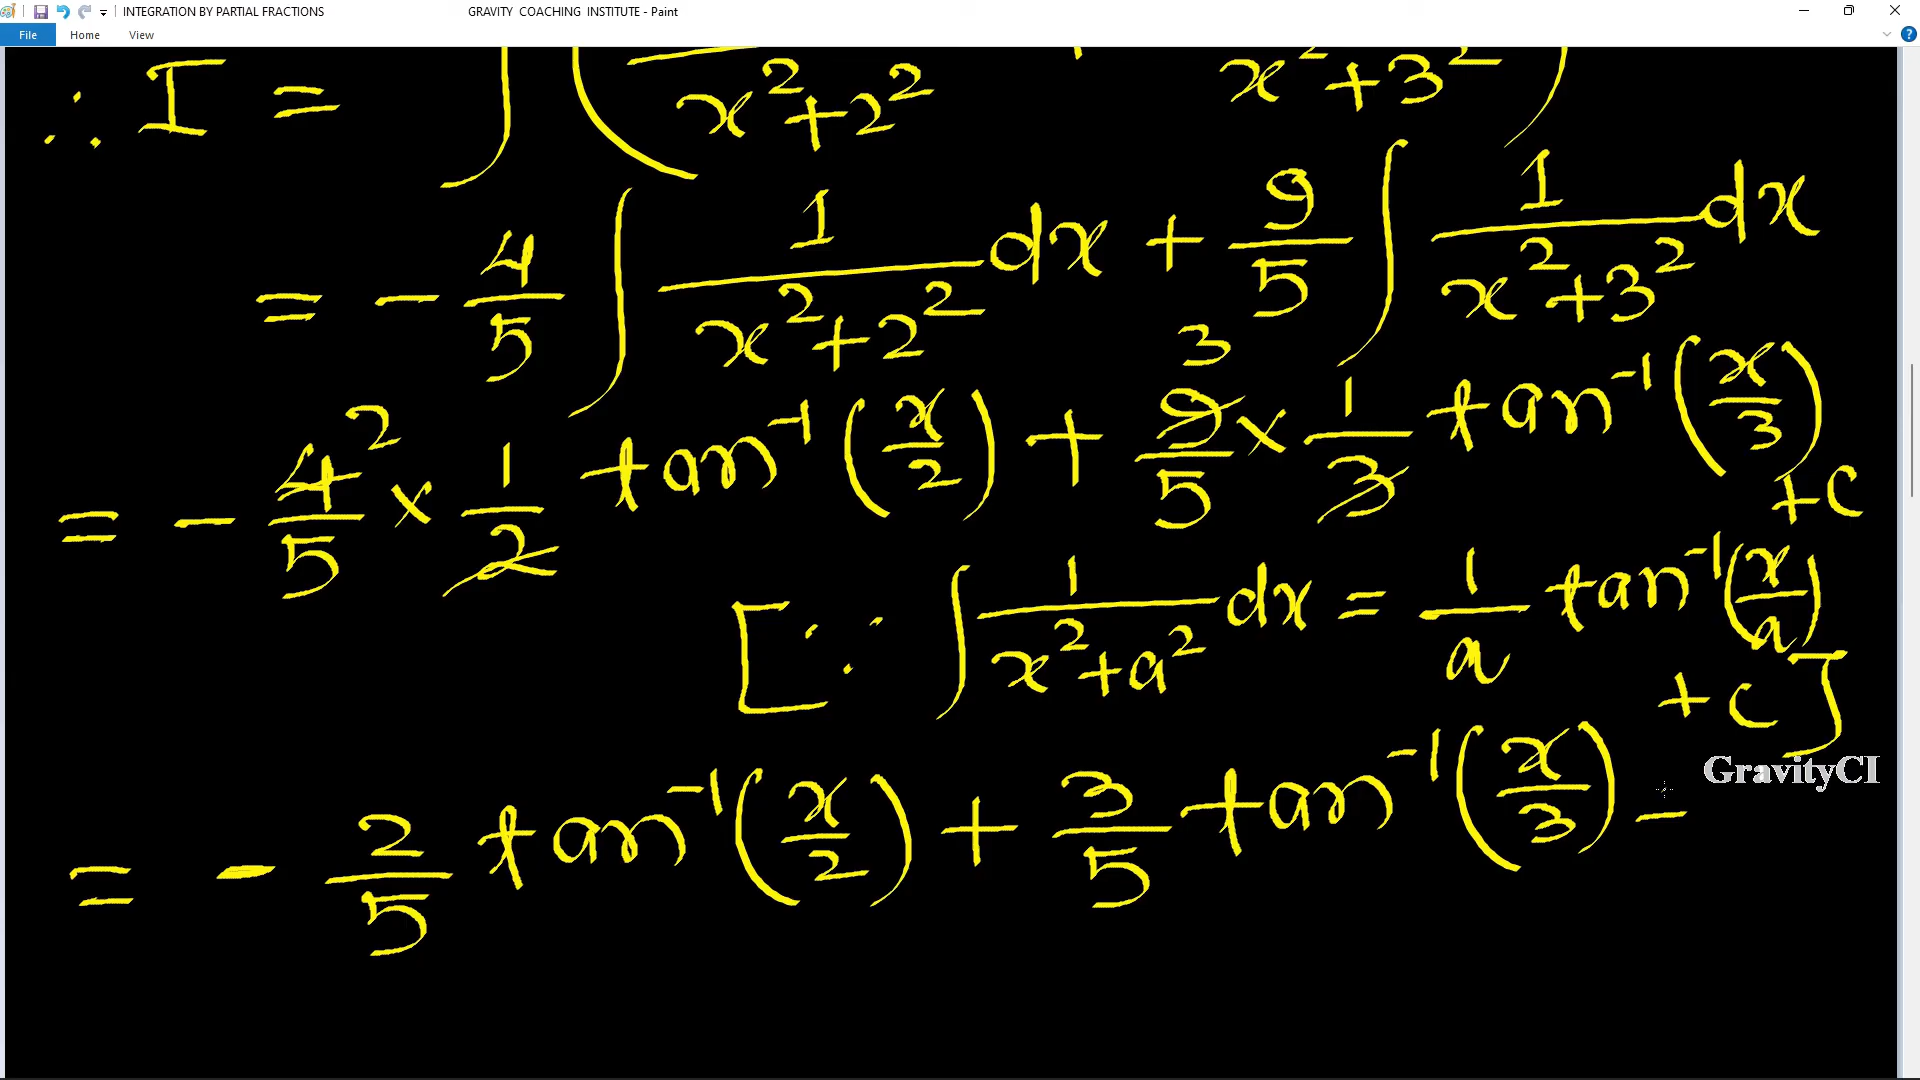 INTEGRATION BY PARTIAL FRACTIONS GRAVITY COACHING INSTITUTE - Paint
File Home View
∴ I = ∫( x²+2² x²+3² )
= - 4/5 ∫ 1/(x²+2²) dx + 9/5 ∫ 1/(x²+3²) dx
= - 4/5 2 × 1/2 tan⁻¹(x/2) + 9/5 3 × 1/3 tan⁻¹(x/3)
+ C
[∵ ∫ 1/(x²+a²) dx = 1/a tan⁻¹(x/a)
+ C]
GravityCI
= - 2/5 tan⁻¹(x/2) + 3/5 tan⁻¹(x/3) -